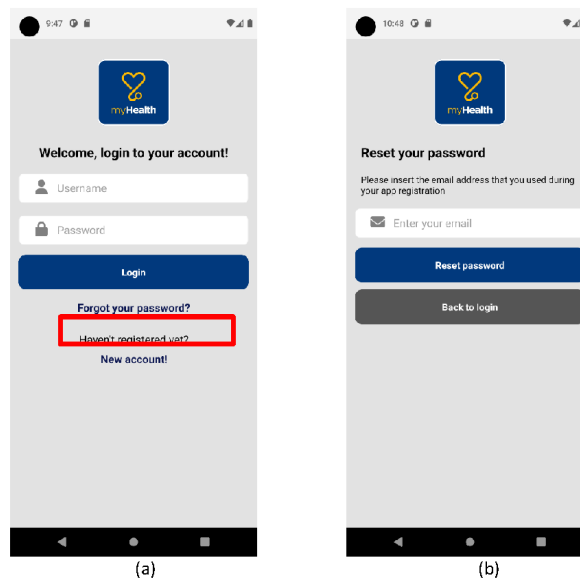 9:47
myHealth
Welcome, login to your account!
Username
Password
Login
Forgot your password?
Haven't registered yet?
New account!
(a)
10:48
myHealth
Reset your password
Please insert the email address that you used during
your app registration
Enter your email
Reset password
Back to login
(b)